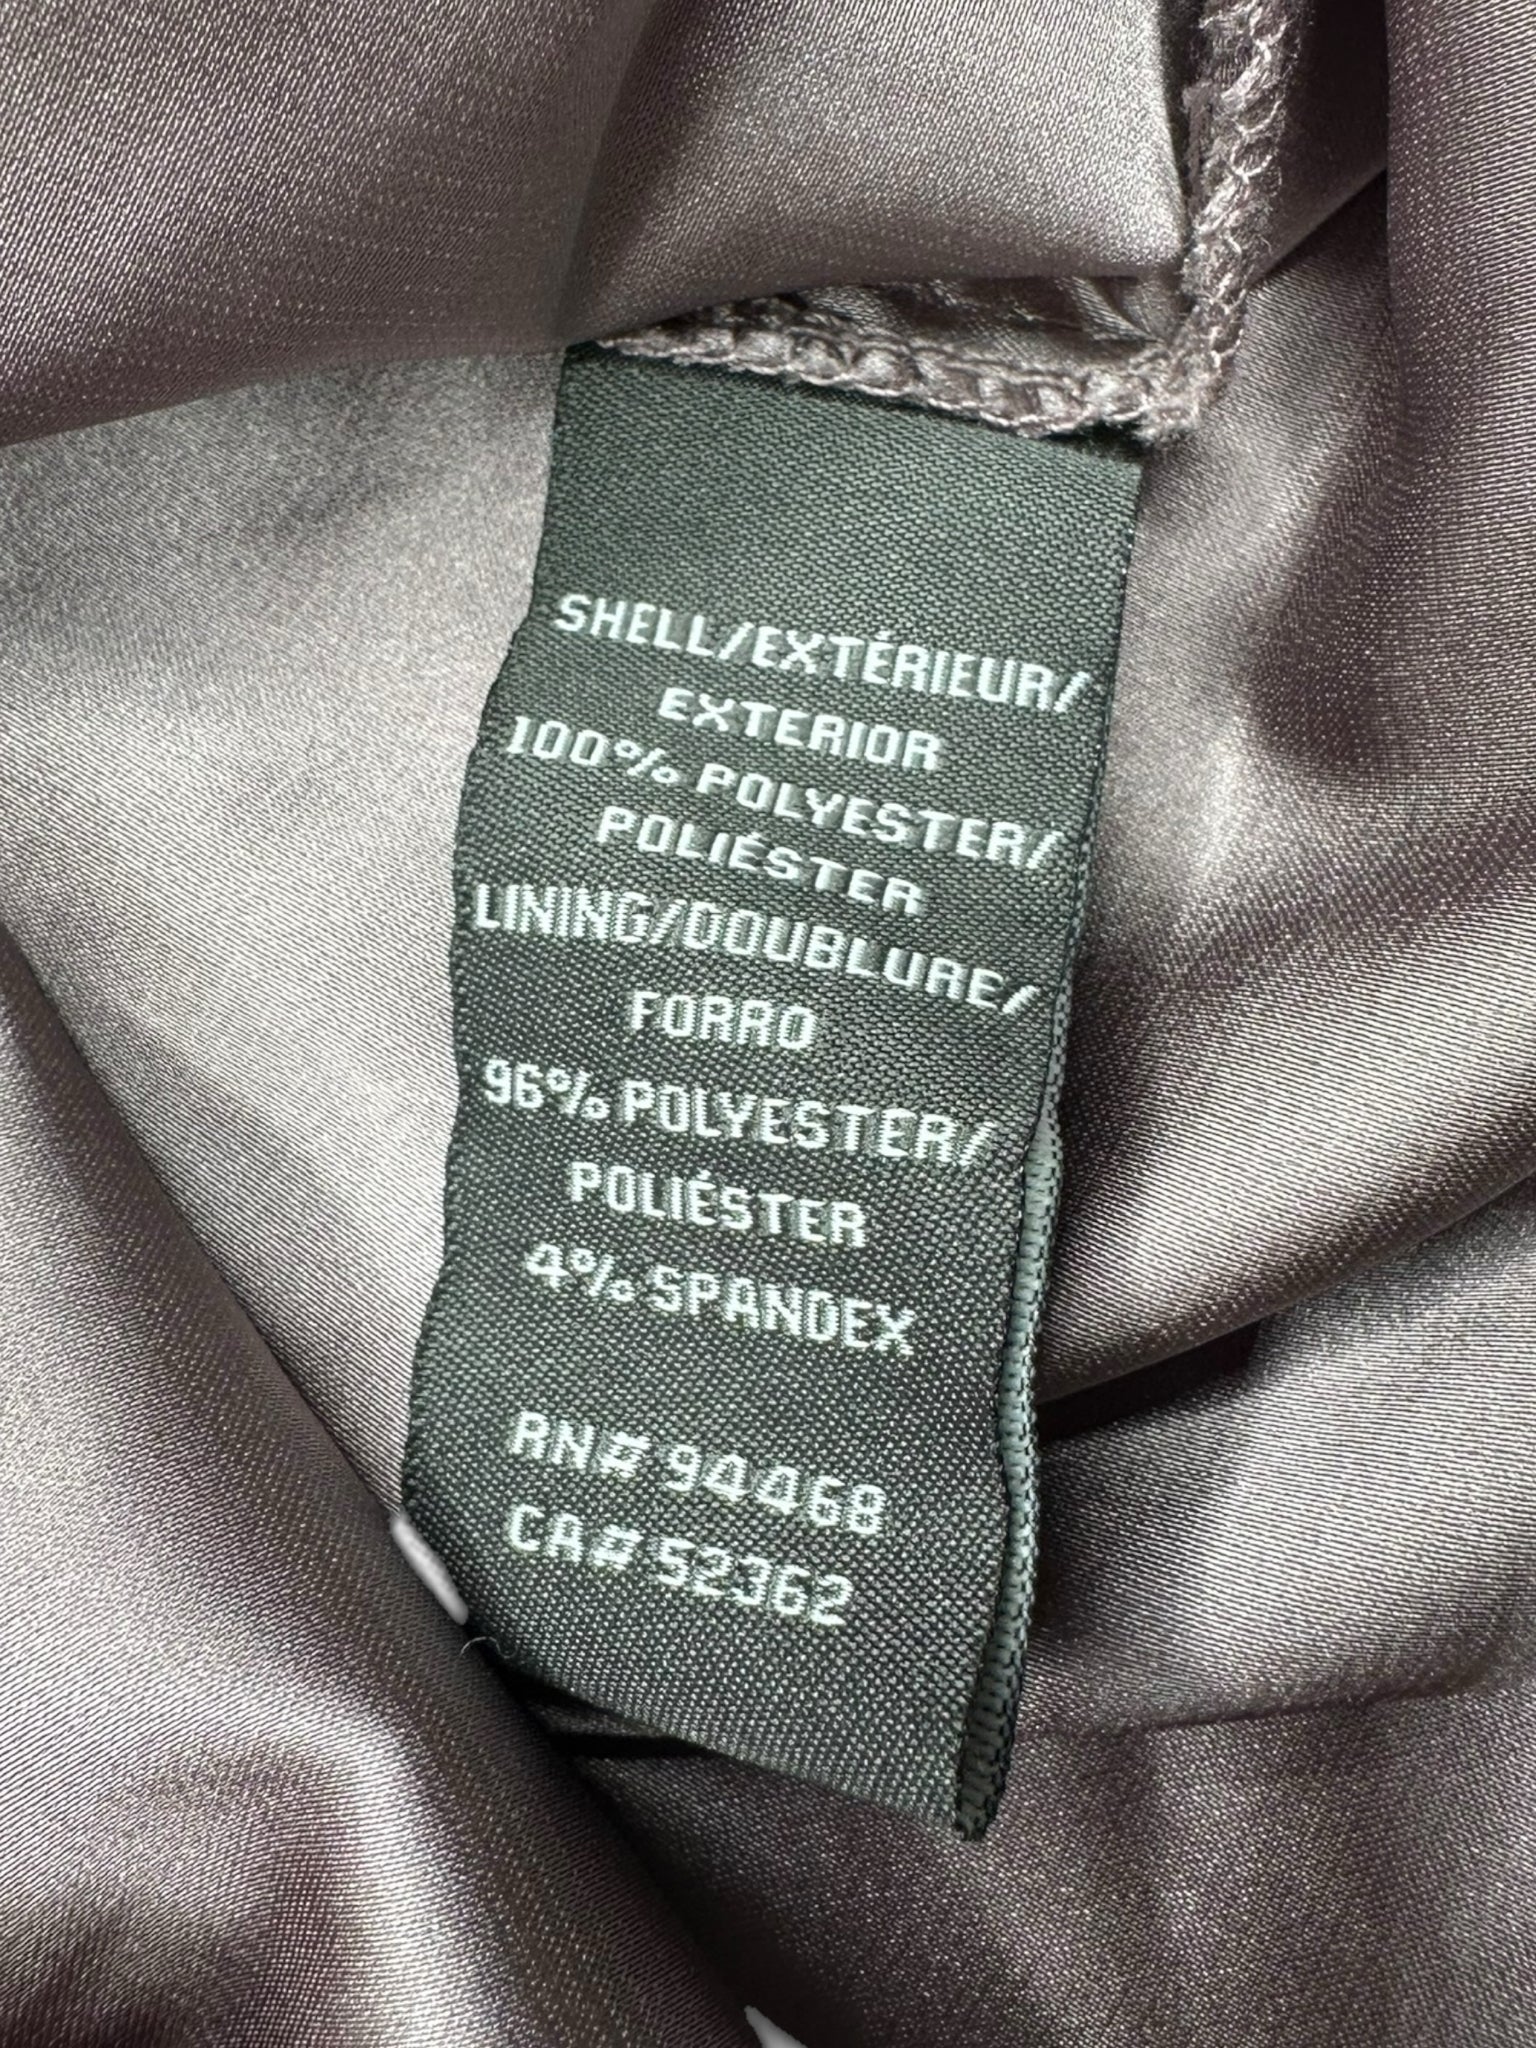 SHELL/EXTÉRIEUR/
EXTERIOR
100% POLYESTER/
POLIÉSTER
LINING/DOUBLURE/
FORRO
96% POLYESTER/
POLIÉSTER
4% SPANDEX
RN# 94468
CA# 52362